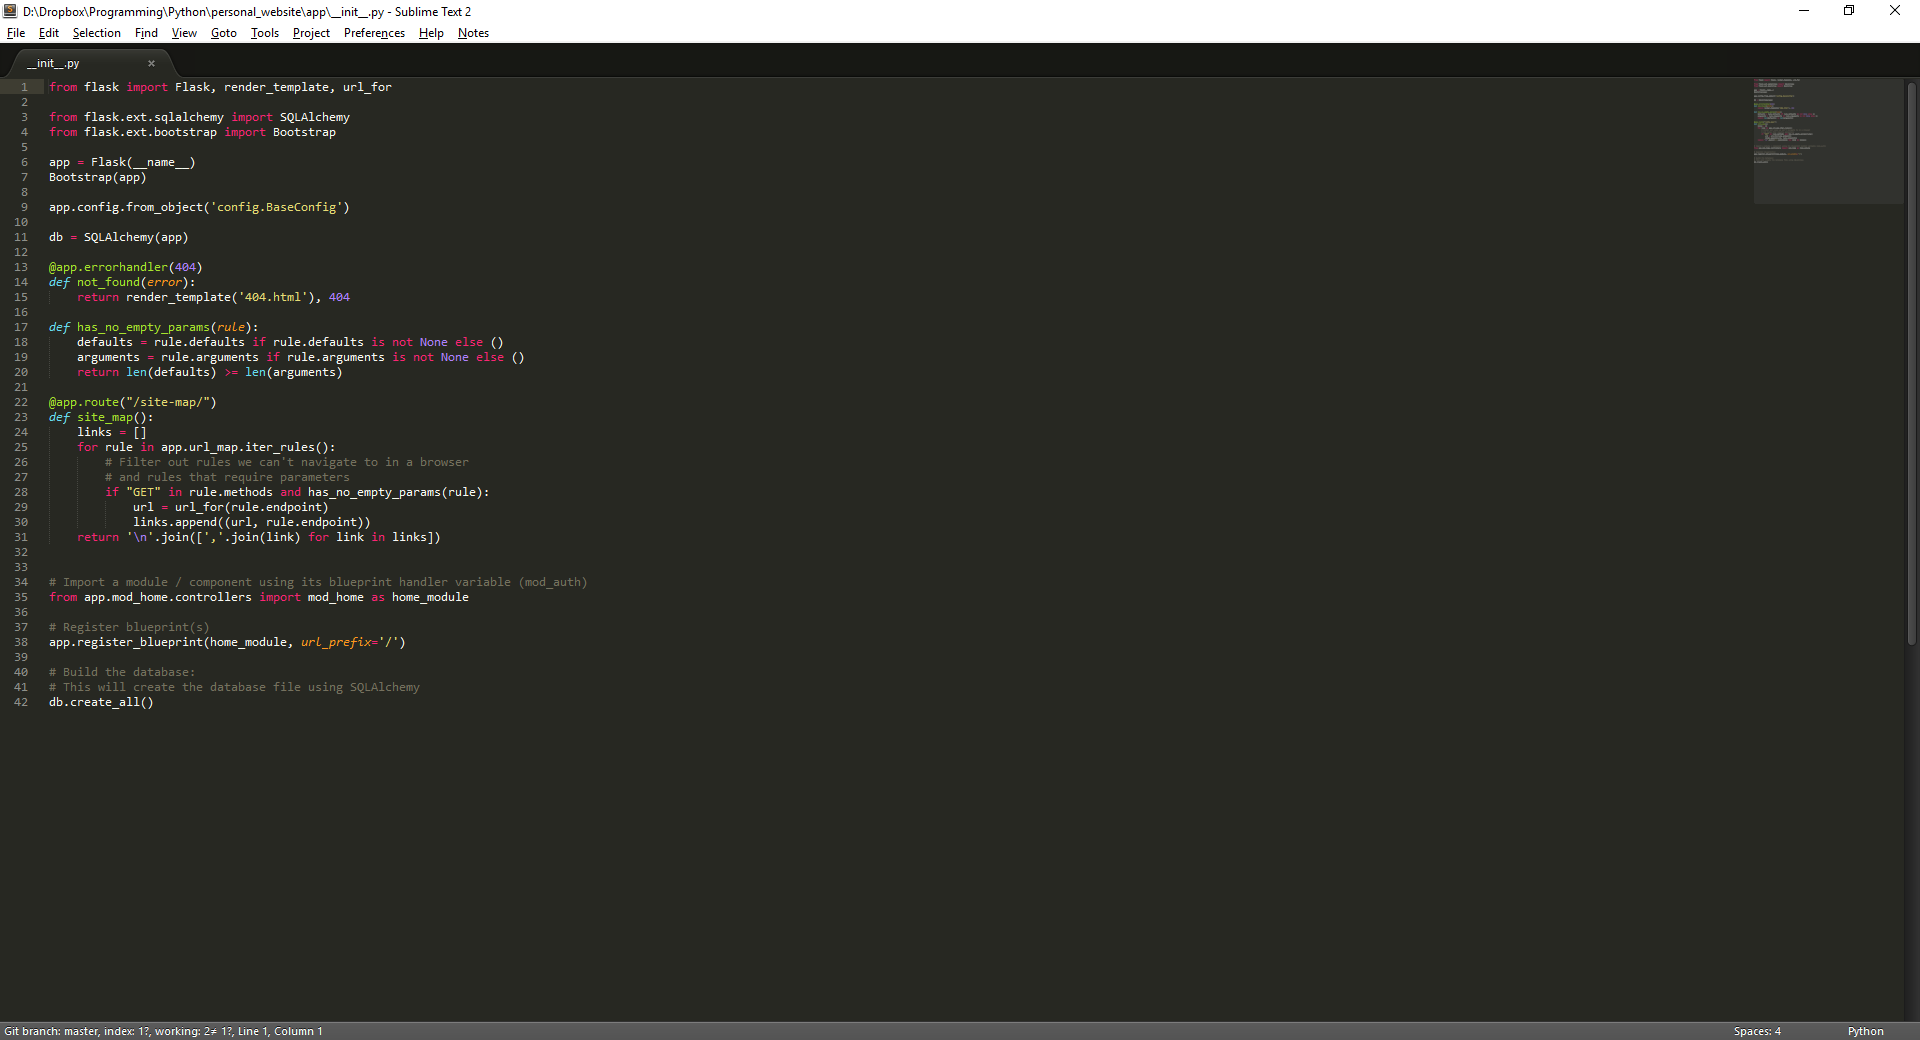 D:\Dropbox\Programming\Python\personal_website\app\__init__.py - Sublime Text 2
File Edit Selection Find View Goto Tools Project Preferences Help Notes
__init__.py ×
1 from flask import Flask, render_template, url_for
2
3 from flask.ext.sqlalchemy import SQLAlchemy
4 from flask.ext.bootstrap import Bootstrap
5
6 app = Flask(__name__)
7 Bootstrap(app)
8
9 app.config.from_object('config.BaseConfig')
10
11 db = SQLAlchemy(app)
12
13 @app.errorhandler(404)
14 def not_found(error):
15     return render_template('404.html'), 404
16
17 def has_no_empty_params(rule):
18     defaults = rule.defaults if rule.defaults is not None else ()
19     arguments = rule.arguments if rule.arguments is not None else ()
20     return len(defaults) >= len(arguments)
21
22 @app.route("/site-map/")
23 def site_map():
24     links = []
25     for rule in app.url_map.iter_rules():
26         # Filter out rules we can't navigate to in a browser
27         # and rules that require parameters
28         if "GET" in rule.methods and has_no_empty_params(rule):
29             url = url_for(rule.endpoint)
30             links.append((url, rule.endpoint))
31     return '\n'.join([','.join(link) for link in links])
32
33
34 # Import a module / component using its blueprint handler variable (mod_auth)
35 from app.mod_home.controllers import mod_home as home_module
36
37 # Register blueprint(s)
38 app.register_blueprint(home_module, url_prefix='/')
39
40 # Build the database:
41 # This will create the database file using SQLAlchemy
42 db.create_all()
Git branch: master, index: 1?, working: 2≠ 1?, Line 1, Column 1 Spaces: 4 Python